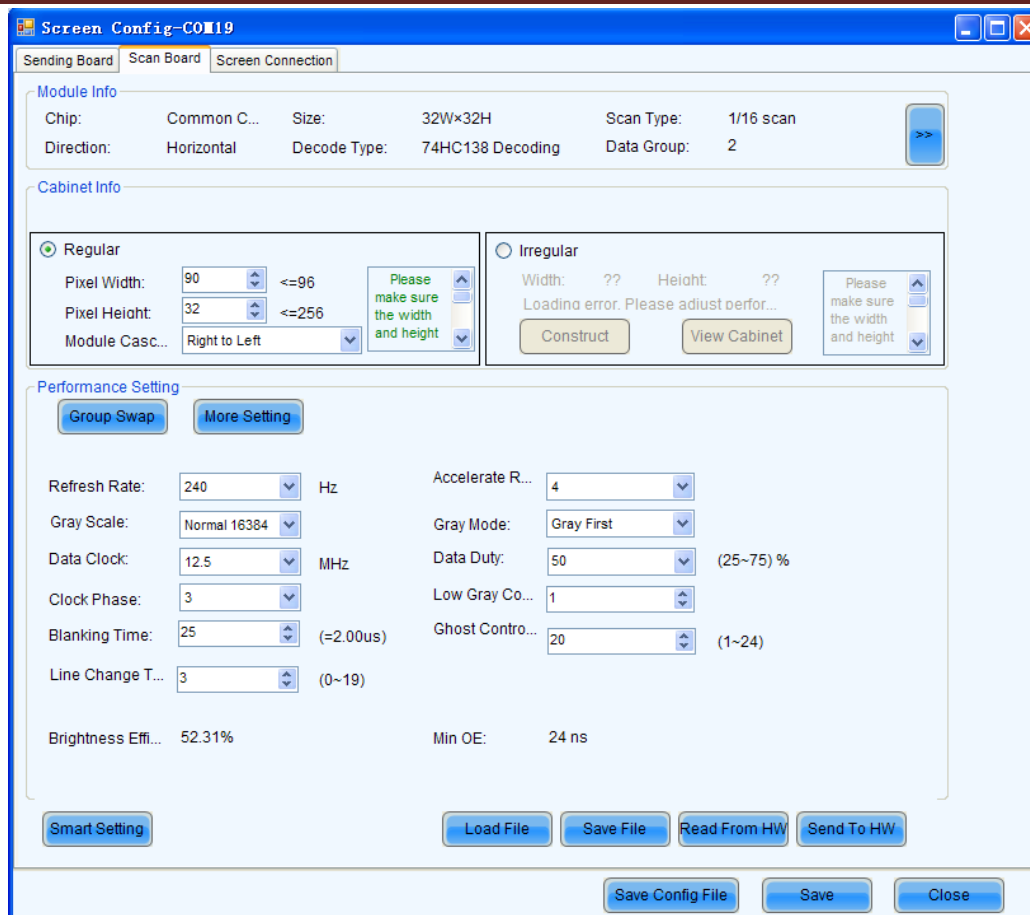 Screen Config-COM19
Sending Board Scan Board Screen Connection
Module Info
Chip: Common C... Size: 32W×32H Scan Type: 1/16 scan
>>
Direction: Horizontal Decode Type: 74HC138 Decoding Data Group: 2
Cabinet Info
Regular
Pixel Width: 90 <=96
Pixel Height: 32 <=256
Module Casc... Right to Left
Please
make sure
the width
and height
Irregular
Width: ?? Height: ??
Loading error. Please adjust perfor...
Construct View Cabinet
Please
make sure
the width
and height
Performance Setting
Group Swap More Setting
Refresh Rate: 240 Hz Accelerate R... 4
Gray Scale: Normal 16384 Gray Mode: Gray First
Data Clock: 12.5 MHz Data Duty: 50 (25~75) %
Clock Phase: 3 Low Gray Co... 1
Blanking Time: 25 (=2.00us) Ghost Contro... 20 (1~24)
Line Change T... 3 (0~19)
Brightness Effi... 52.31% Min OE: 24 ns
Smart Setting Load File Save File Read From HW Send To HW
Save Config File Save Close